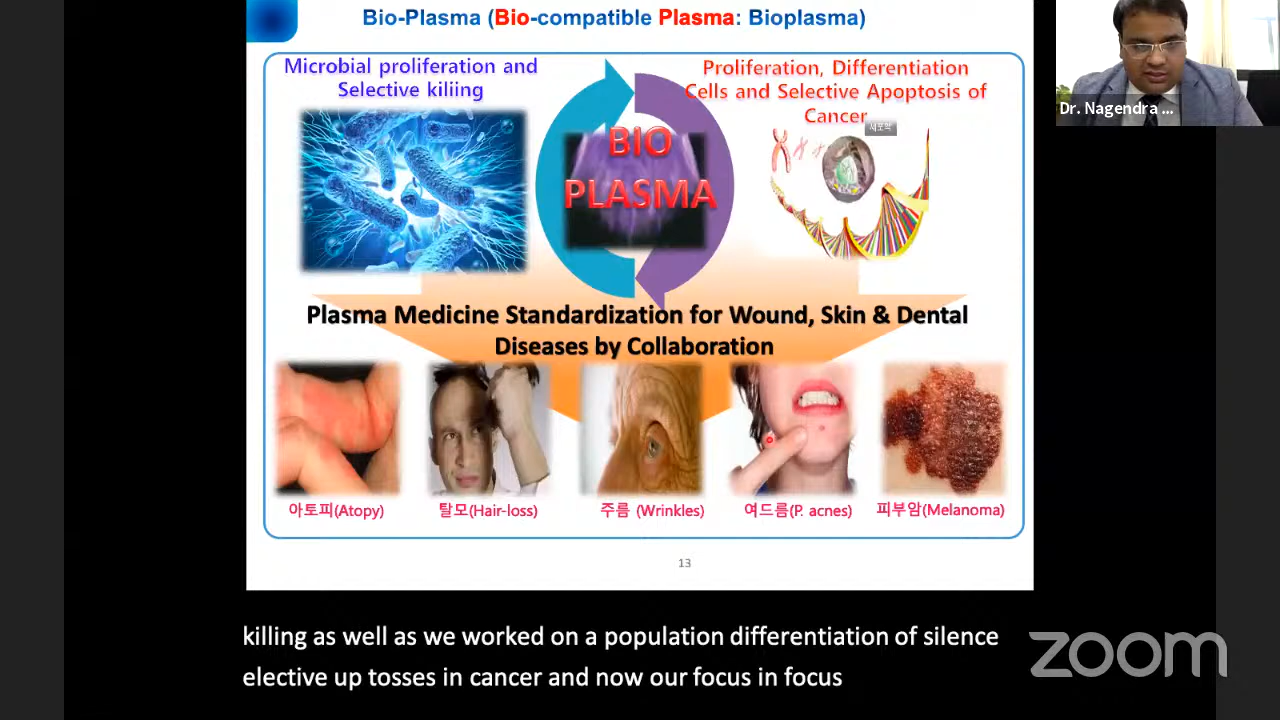 Bio-Plasma (Bio-compatible Plasma: Bioplasma)
Microbial proliferation and
Selective kiliing
Proliferation, Differentiation
Cells and Selective Apoptosis of
Cancer
세포막
BIO
PLASMA
Plasma Medicine Standardization for Wound, Skin & Dental
Diseases by Collaboration
아토피(Atopy)
탈모(Hair-loss)
주름 (Wrinkles)
여드름(P. acnes)
피부암(Melanoma)
13
Dr. Nagendra ...
killing as well as we worked on a population differentiation of silence
elective up tosses in cancer and now our focus in focus
zoom